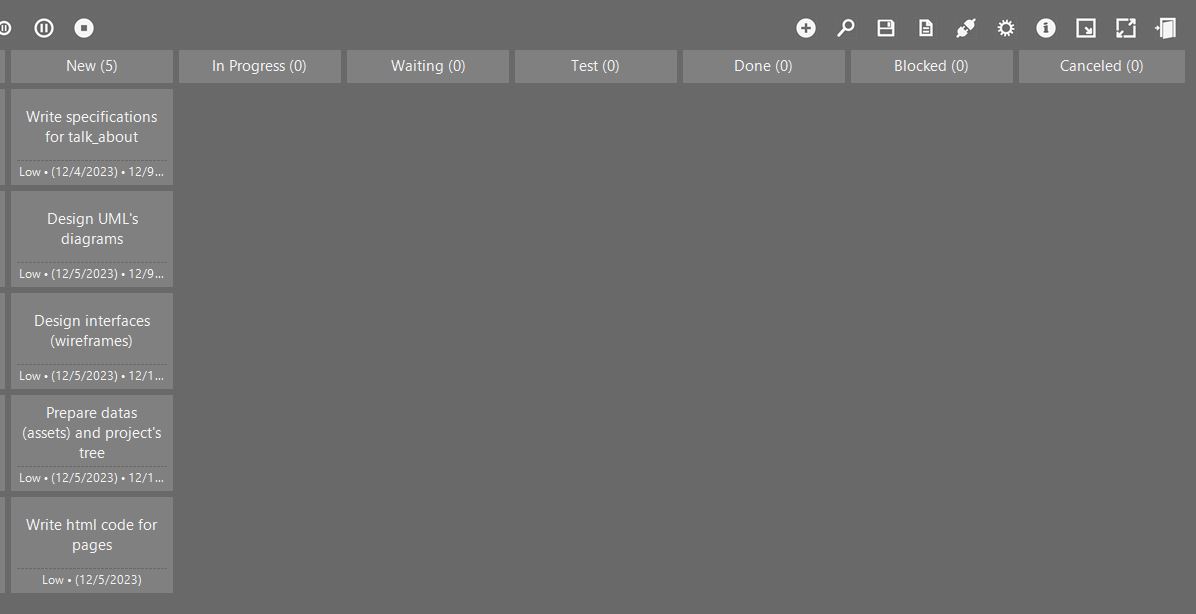 New (5)
In Progress (0)
Waiting (0)
Test (0)
Done (0)
Blocked (0)
Canceled (0)
Write specifications
for talk_about
Low • (12/4/2023) • 12/9...
Design UML's
diagrams
Low • (12/5/2023) • 12/9...
Design interfaces
(wireframes)
Low • (12/5/2023) • 12/1...
Prepare datas
(assets) and project's
tree
Low • (12/5/2023) • 12/1...
Write html code for
pages
Low • (12/5/2023)